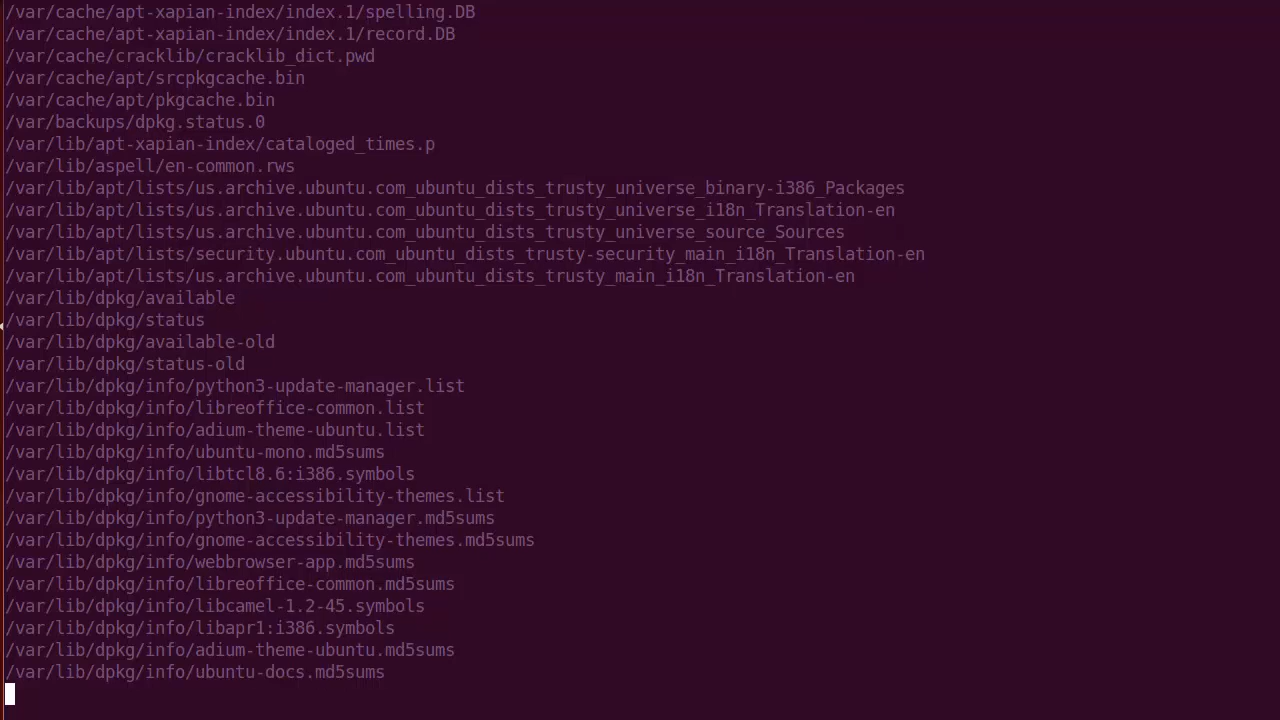 /var/cache/apt-xapian-index/index.1/spelling.DB
/var/cache/apt-xapian-index/index.1/record.DB
/var/cache/cracklib/cracklib_dict.pwd
/var/cache/apt/srcpkgcache.bin
/var/cache/apt/pkgcache.bin
/var/backups/dpkg.status.0
/var/lib/apt-xapian-index/cataloged_times.p
/var/lib/aspell/en-common.rws
/var/lib/apt/lists/us.archive.ubuntu.com_ubuntu_dists_trusty_universe_binary-i386_Packages
/var/lib/apt/lists/us.archive.ubuntu.com_ubuntu_dists_trusty_universe_i18n_Translation-en
/var/lib/apt/lists/us.archive.ubuntu.com_ubuntu_dists_trusty_universe_source_Sources
/var/lib/apt/lists/security.ubuntu.com_ubuntu_dists_trusty-security_main_i18n_Translation-en
/var/lib/apt/lists/us.archive.ubuntu.com_ubuntu_dists_trusty_main_i18n_Translation-en
/var/lib/dpkg/available
/var/lib/dpkg/status
/var/lib/dpkg/available-old
/var/lib/dpkg/status-old
/var/lib/dpkg/info/python3-update-manager.list
/var/lib/dpkg/info/libreoffice-common.list
/var/lib/dpkg/info/adium-theme-ubuntu.list
/var/lib/dpkg/info/ubuntu-mono.md5sums
/var/lib/dpkg/info/libtcl8.6:i386.symbols
/var/lib/dpkg/info/gnome-accessibility-themes.list
/var/lib/dpkg/info/python3-update-manager.md5sums
/var/lib/dpkg/info/gnome-accessibility-themes.md5sums
/var/lib/dpkg/info/webbrowser-app.md5sums
/var/lib/dpkg/info/libreoffice-common.md5sums
/var/lib/dpkg/info/libcamel-1.2-45.symbols
/var/lib/dpkg/info/libapr1:i386.symbols
/var/lib/dpkg/info/adium-theme-ubuntu.md5sums
/var/lib/dpkg/info/ubuntu-docs.md5sums